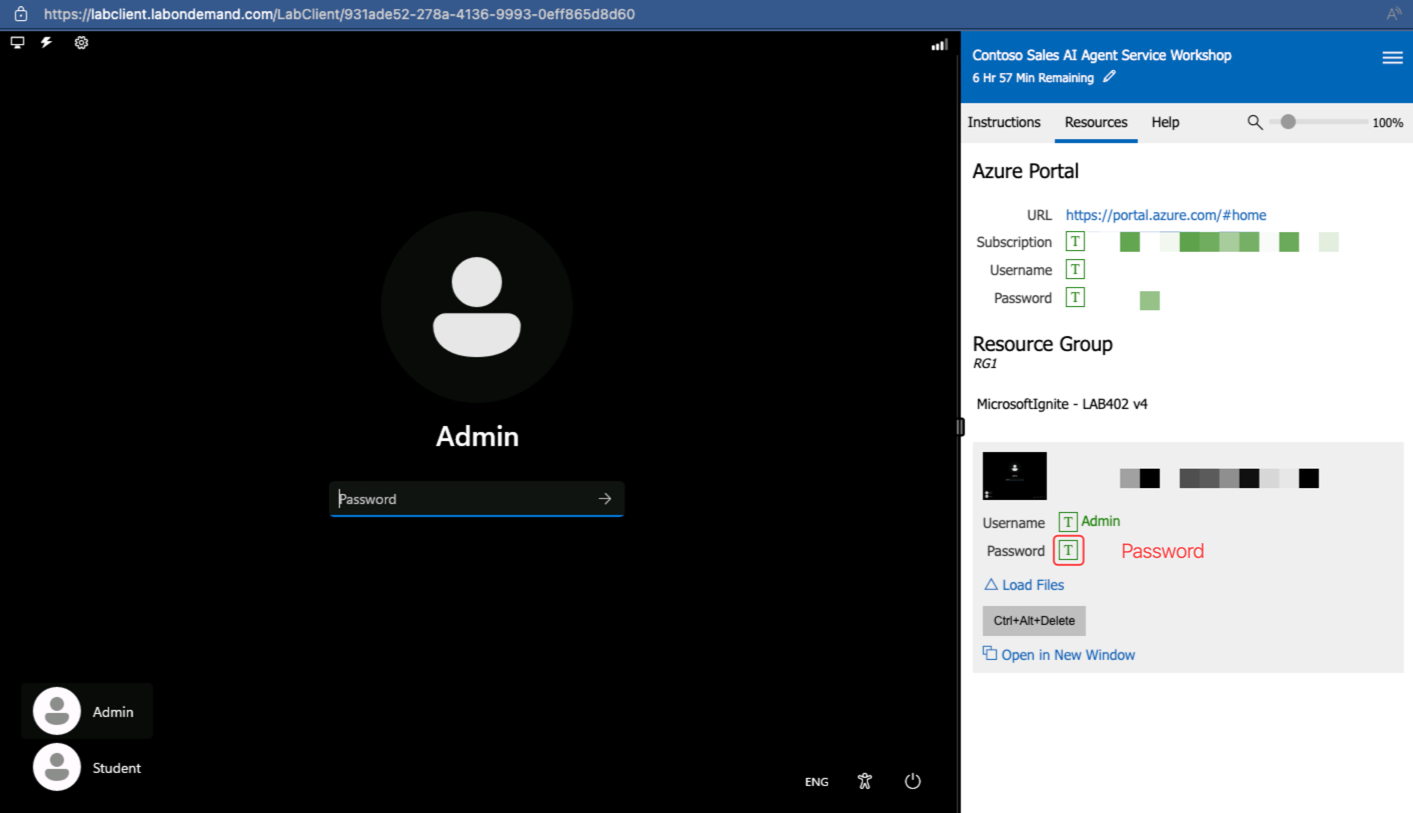 https://labclient.labondemand.com/LabClient/931ade52-278a-4136-9993-0eff865d8d60
Admin
Password
Admin
Student
ENG
Contoso Sales AI Agent Service Workshop
6 Hr 57 Min Remaining
Instructions Resources Help 100%
Azure Portal
URL https://portal.azure.com/#home
Subscription T
Username T
Password T
Resource Group
RG1
MicrosoftIgnite - LAB402 v4
Username T Admin
Password T Password
Load Files
Ctrl+Alt+Delete
Open in New Window